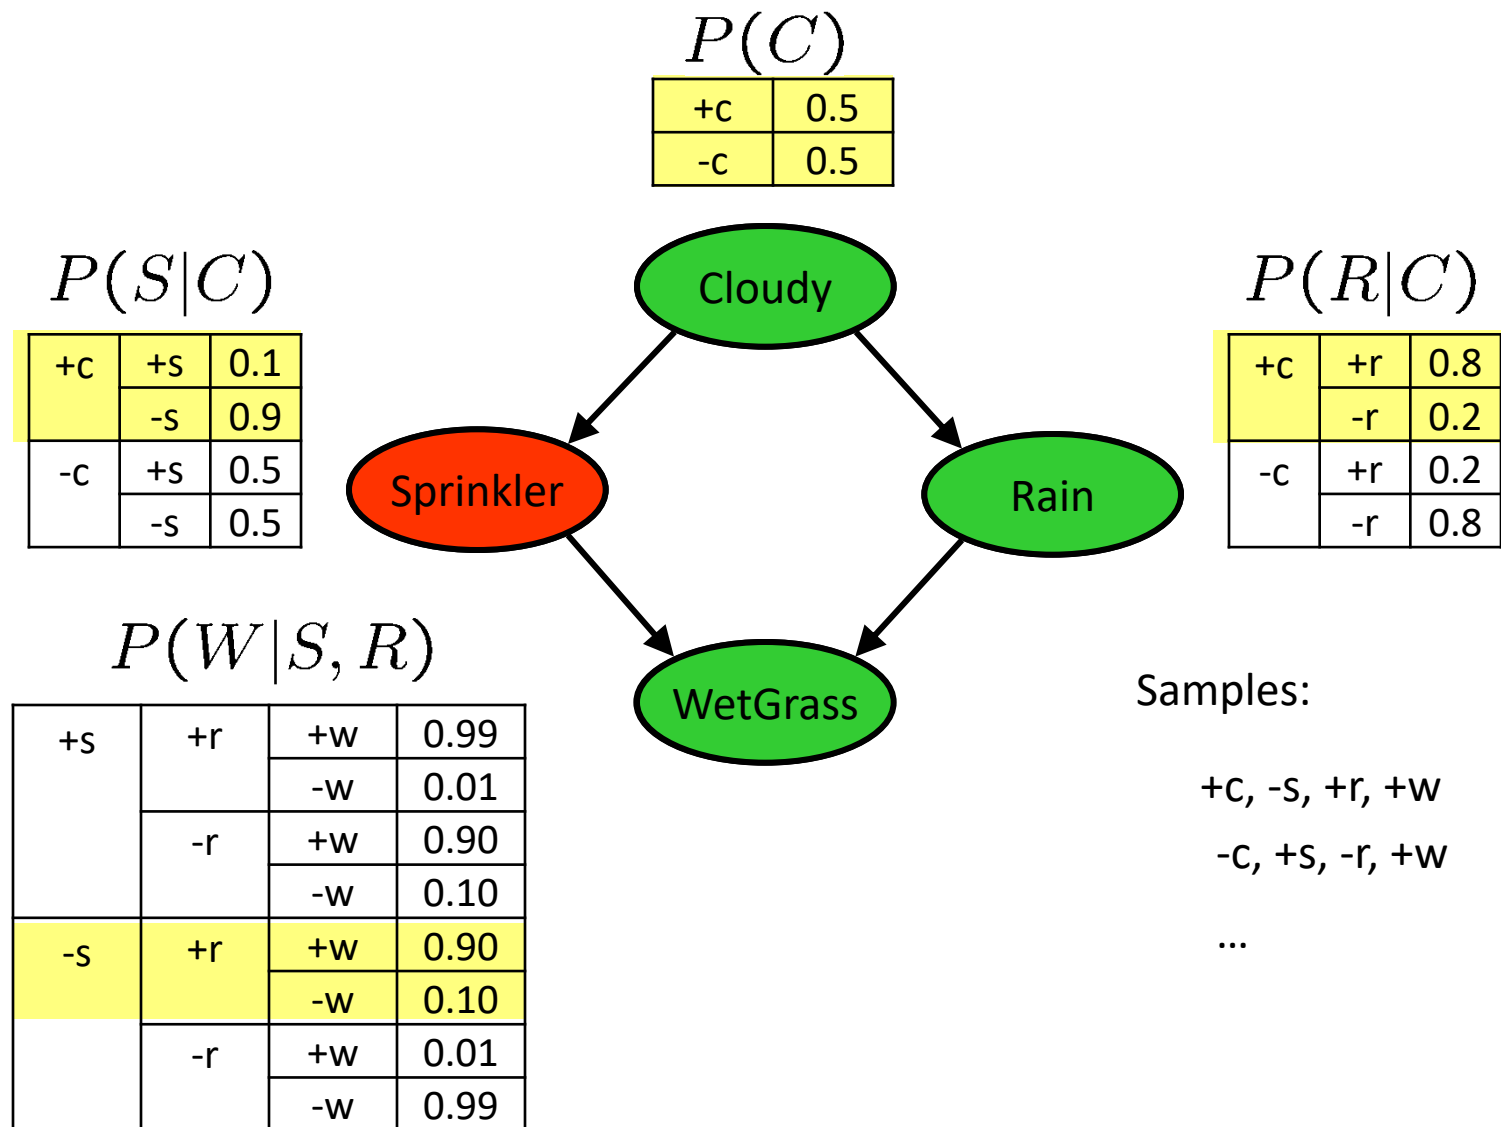 P(C)
+c 0.5
-c 0.5
P(S|C)
+c +s 0.1
-s 0.9
-c +s 0.5
-s 0.5
Cloudy
P(R|C)
+c +r 0.8
-r 0.2
-c +r 0.2
-r 0.8
Sprinkler
Rain
P(W|S, R)
+s +r +w 0.99
-w 0.01
-r +w 0.90
-w 0.10
-s +r +w 0.90
-w 0.10
-r +w 0.01
-w 0.99
WetGrass
Samples:
+c, -s, +r, +w
-c, +s, -r, +w
...